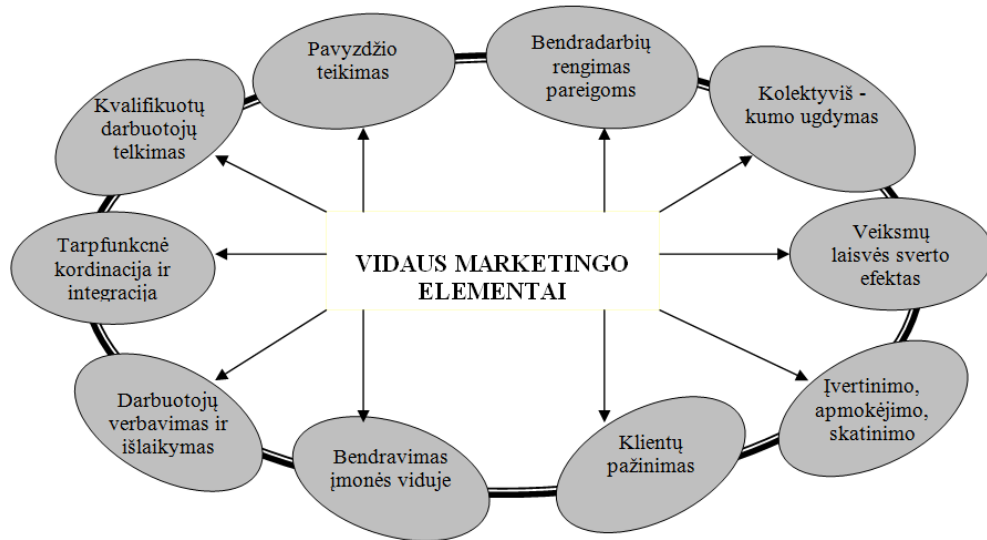 Pavyzdžio
teikimas
Bendradarbių
rengimas
pareigoms
Kvalifikuotų
darbuotojų
telkimas
Kolektyviš -
kumo ugdymas
Tarpfunkcnė
kordinacija ir
integracija
VIDAUS MARKETINGO
ELEMENTAI
Veiksmų
laisvės sverto
efektas
Darbuotojų
verbavimas ir
išlaikymas
Bendravimas
įmonės viduje
Klientų
pažinimas
Įvertinimo,
apmokėjimo,
skatinimo